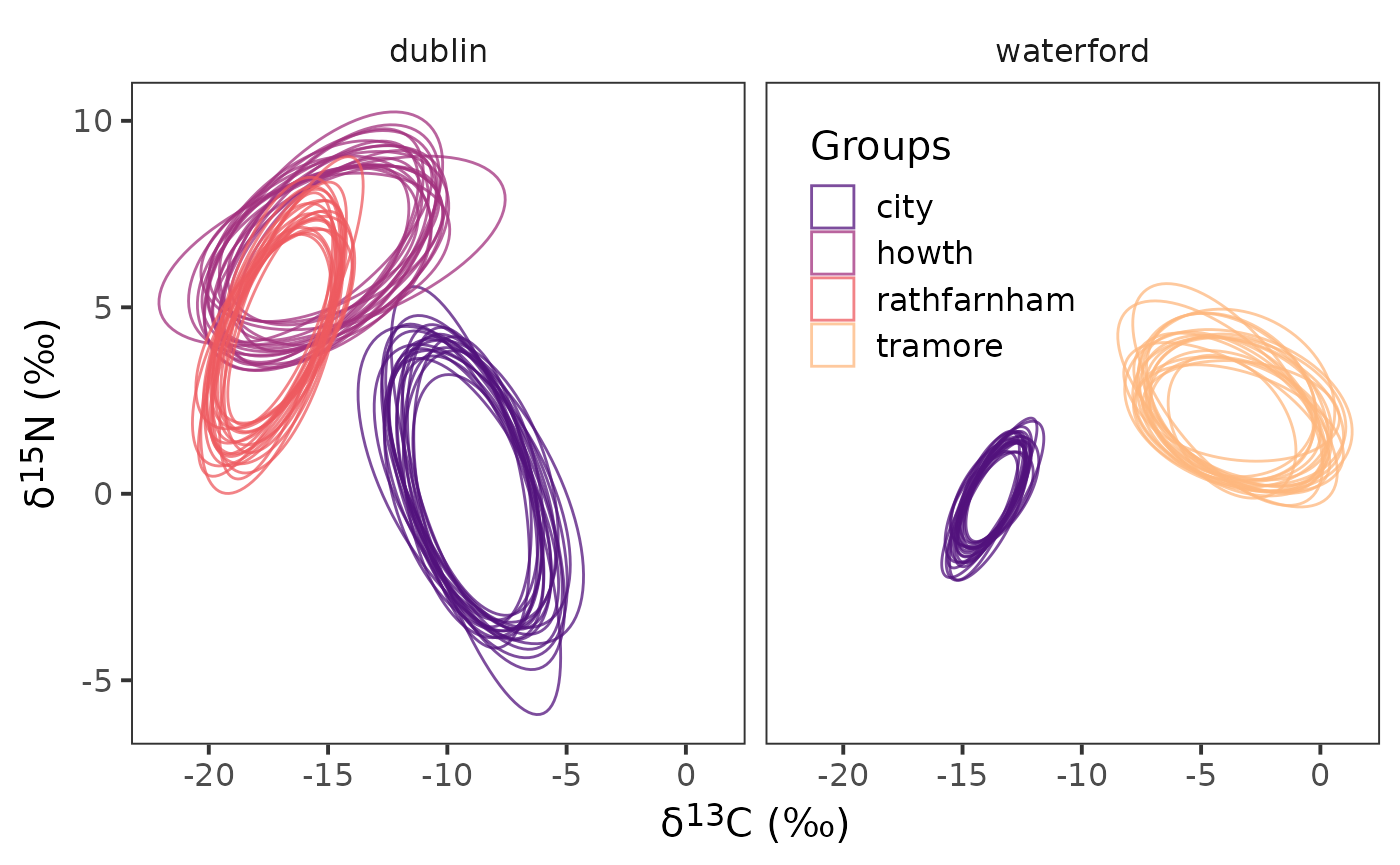 dublin
waterford
10
5
0
-5
δ¹⁵N (‰)
Groups
city
howth
rathfarnham
tramore
-20 -15 -10 -5 0
-20 -15 -10 -5 0
δ¹³C (‰)